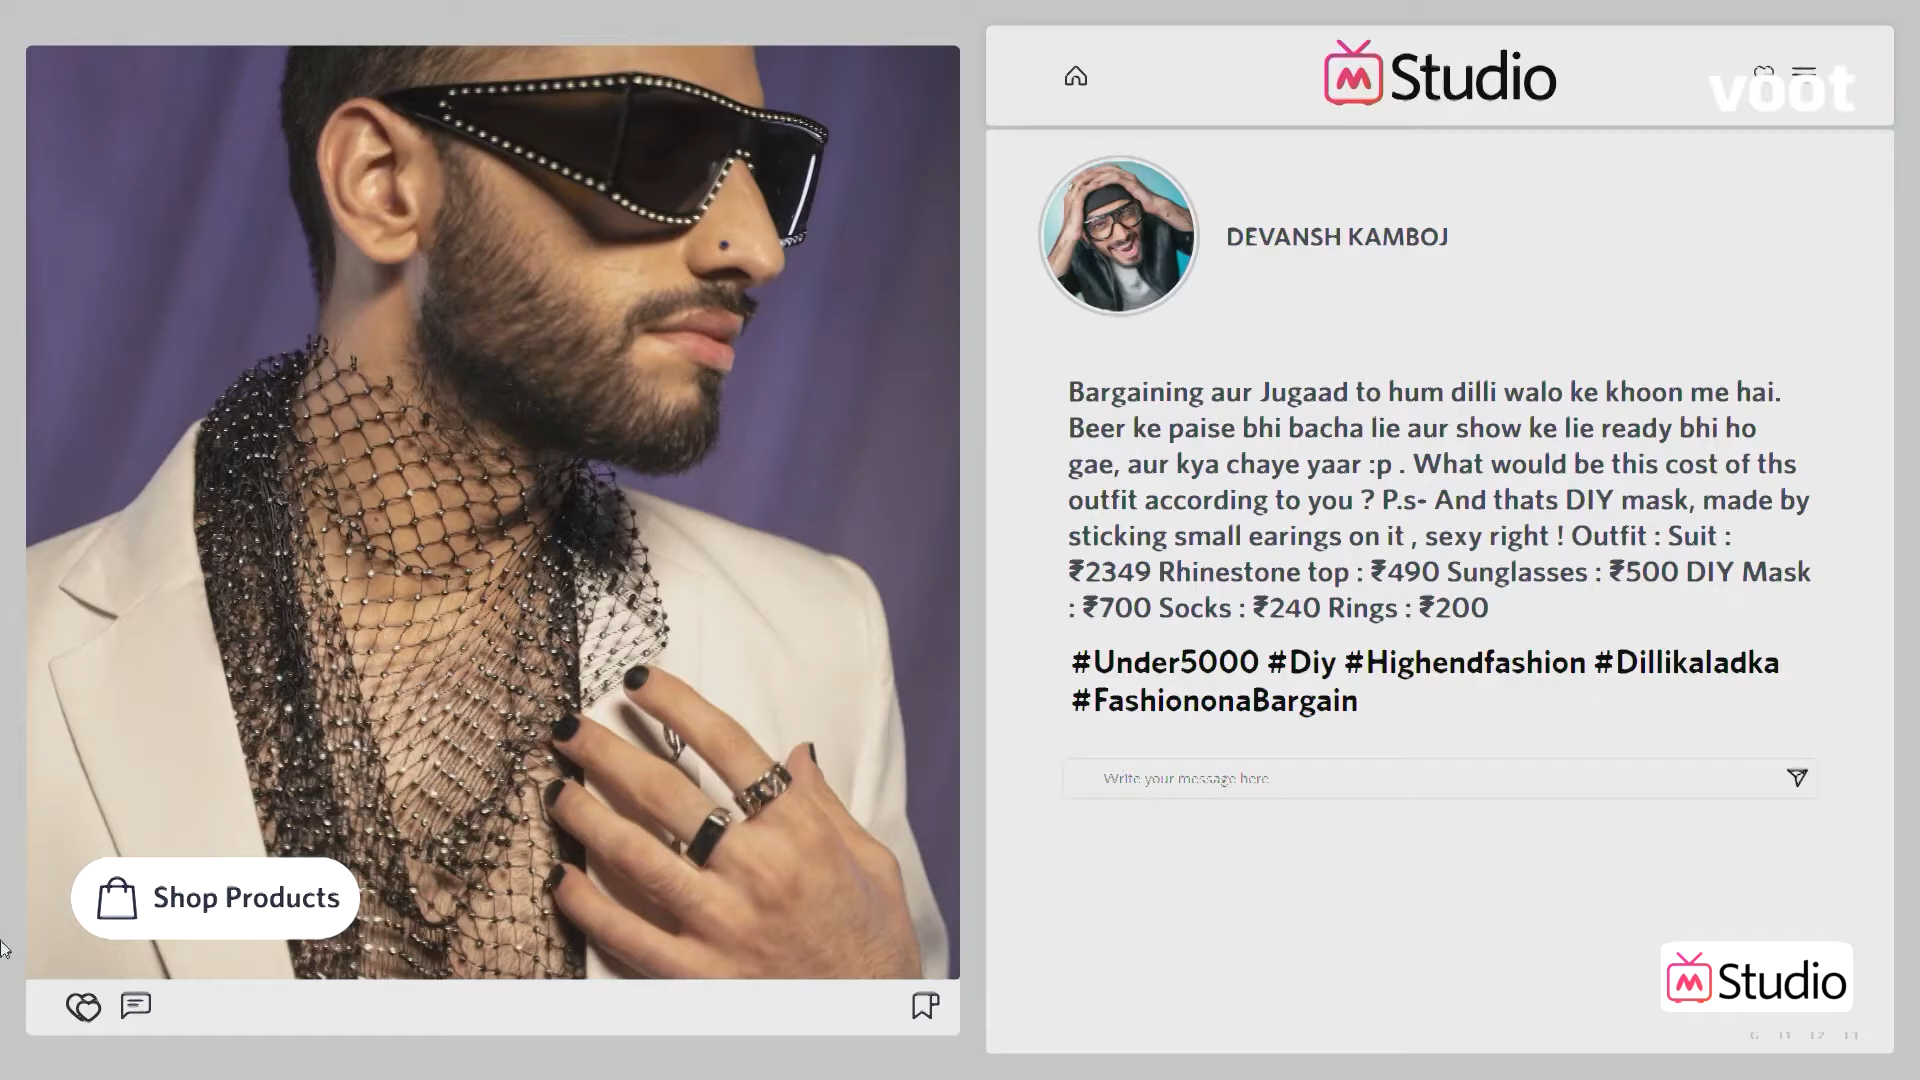 Studio
voot
DEVANSH KAMBOJ
Bargaining aur Jugaad to hum dilli walo ke khoon me hai.
Beer ke paise bhi bacha lie aur show ke lie ready bhi ho
gae, aur kya chaye yaar :p . What would be this cost of ths
outfit according to you ? P.s- And thats DIY mask, made by
sticking small earings on it , sexy right ! Outfit : Suit :
₹2349 Rhinestone top : ₹490 Sunglasses : ₹500 DIY Mask
: ₹700 Socks : ₹240 Rings : ₹200
#Under5000 #Diy #Highendfashion #Dillikaladka
#FashiononaBargain
Write your message here
Shop Products
Studio